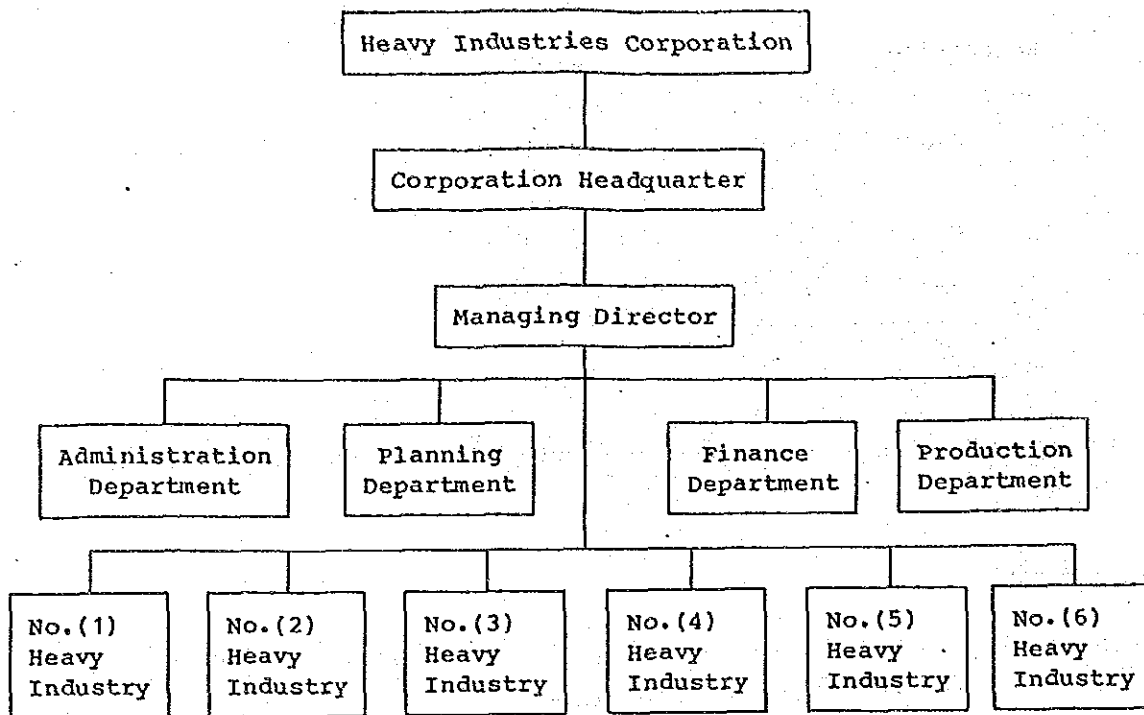 Heavy Industries Corporation
Corporation Headquarter
Managing Director
Administration
Department
Planning
Department
Finance
Department
Production
Department
No.(1)
Heavy
Industry
No.(2)
Heavy
Industry
No.(3)
Heavy
Industry
No.(4)
Heavy
Industry
No.(5)
Heavy
Industry
No.(6)
Heavy
Industry